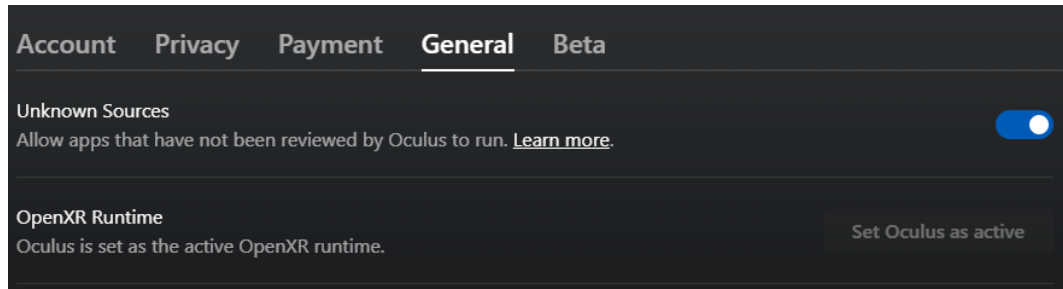 Account Privacy Payment General Beta
Unknown Sources
Allow apps that have not been reviewed by Oculus to run. Learn more.
OpenXR Runtime
Oculus is set as the active OpenXR runtime.
Set Oculus as active